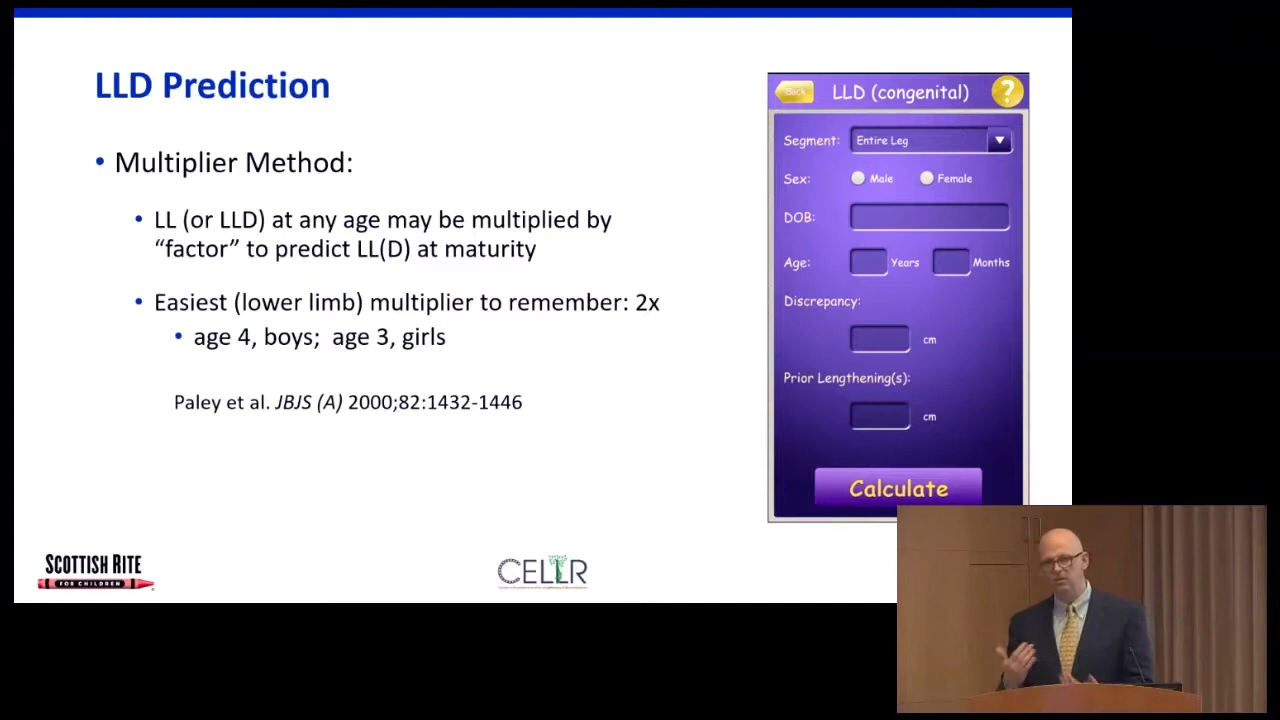 LLD Prediction
• Multiplier Method:
• LL (or LLD) at any age may be multiplied by
“factor” to predict LL(D) at maturity
• Easiest (lower limb) multiplier to remember: 2x
• age 4, boys; age 3, girls
Paley et al. JBJS (A) 2000;82:1432-1446
Back
LLD (congenital)
?
Segment:
Entire Leg
Sex:
Male
Female
DOB:
Age:
Years
Months
Discrepancy:
cm
Prior Lengthening(s):
cm
Calculate
SCOTTISH RITE
FOR CHILDREN
CELLR